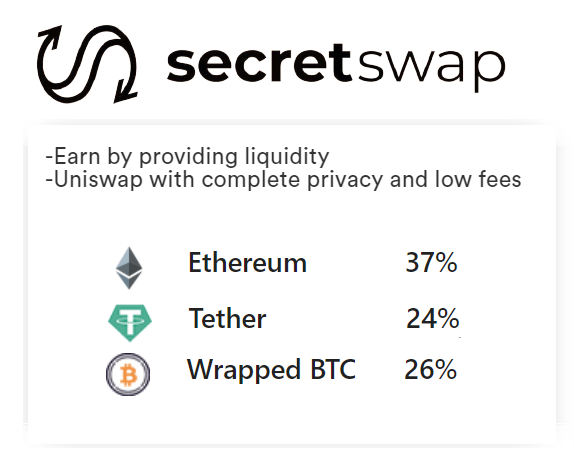 secretswap
-Earn by providing liquidity
-Uniswap with complete privacy and low fees
Ethereum 37%
Tether 24%
Wrapped BTC 26%